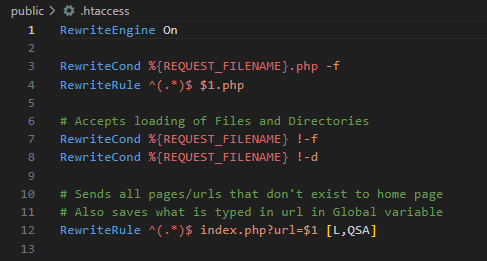 public > .htaccess
1 RewriteEngine On
2
3 RewriteCond %{REQUEST_FILENAME}.php -f
4 RewriteRule ^(.*)$ $1.php
5
6 # Accepts loading of Files and Directories
7 RewriteCond %{REQUEST_FILENAME} !-f
8 RewriteCond %{REQUEST_FILENAME} !-d
9
10 # Sends all pages/urls that don't exist to home page
11 # Also saves what is typed in url in Global variable
12 RewriteRule ^(.*)$ index.php?url=$1 [L,QSA]
13